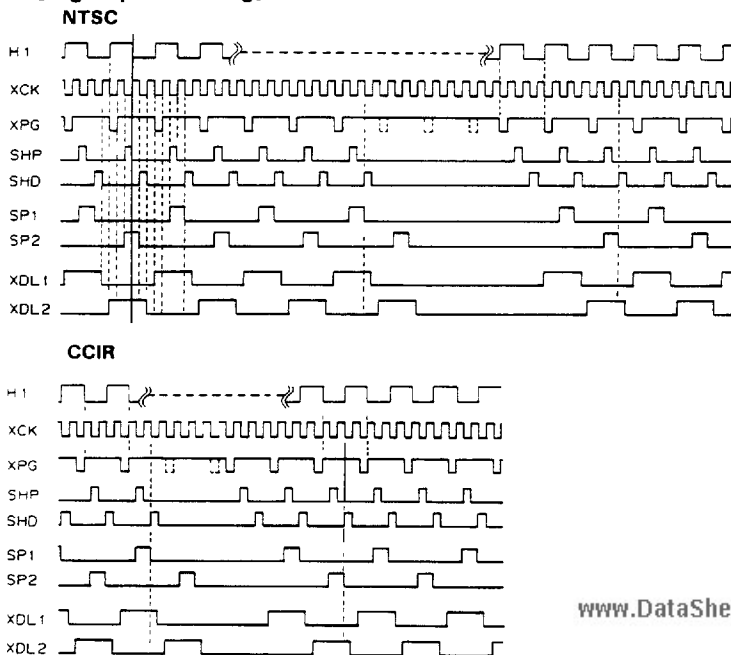 NTSC
H1
XCK
XPG
SHP
SHD
SP1
SP2
XDL1
XDL2
CCIR
H1
XCK
XPG
SHP
SHD
SP1
SP2
XDL1
XDL2
www.DataShe